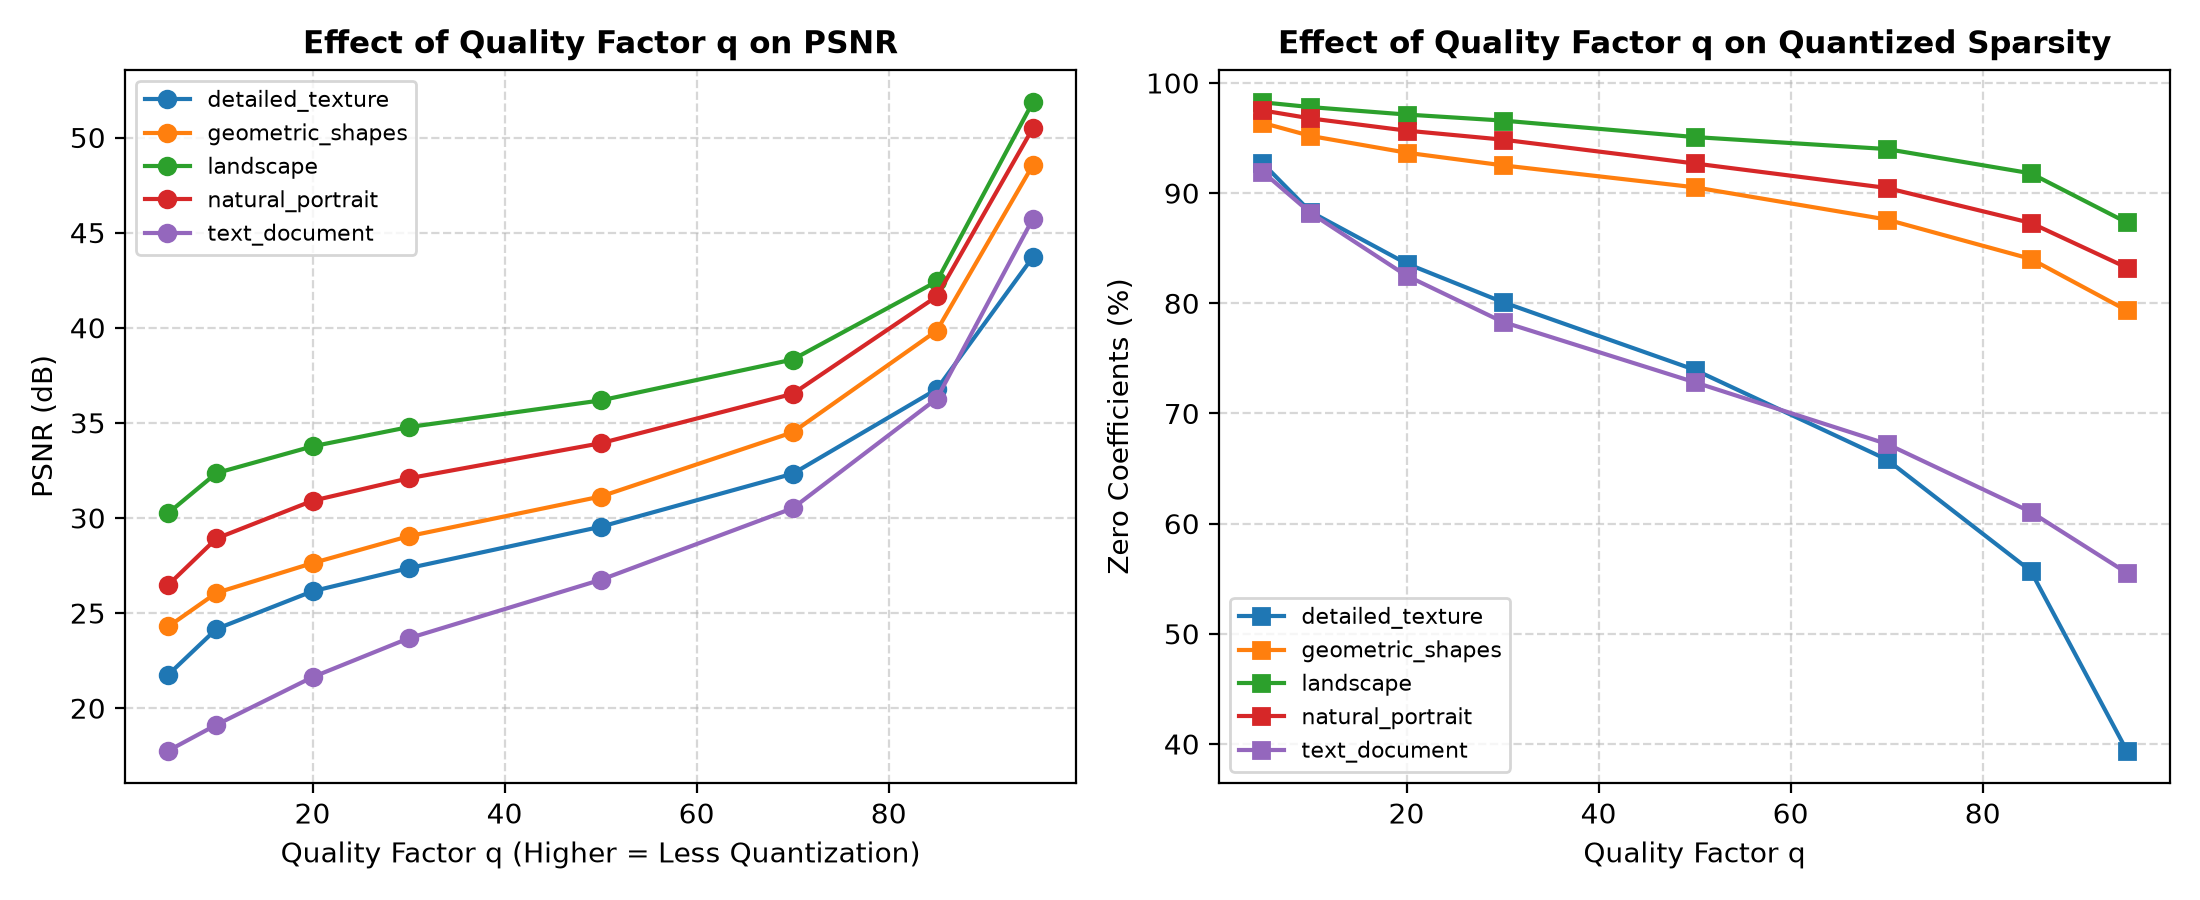 Effect of Quality Factor q on PSNR
detailed_texture
geometric_shapes
landscape
natural_portrait
text_document
PSNR (dB)
50
45
40
35
30
25
20
20 40 60 80
Quality Factor q (Higher = Less Quantization)
Effect of Quality Factor q on Quantized Sparsity
Zero Coefficients (%)
100
90
80
70
60
50
40
detailed_texture
geometric_shapes
landscape
natural_portrait
text_document
20 40 60 80
Quality Factor q